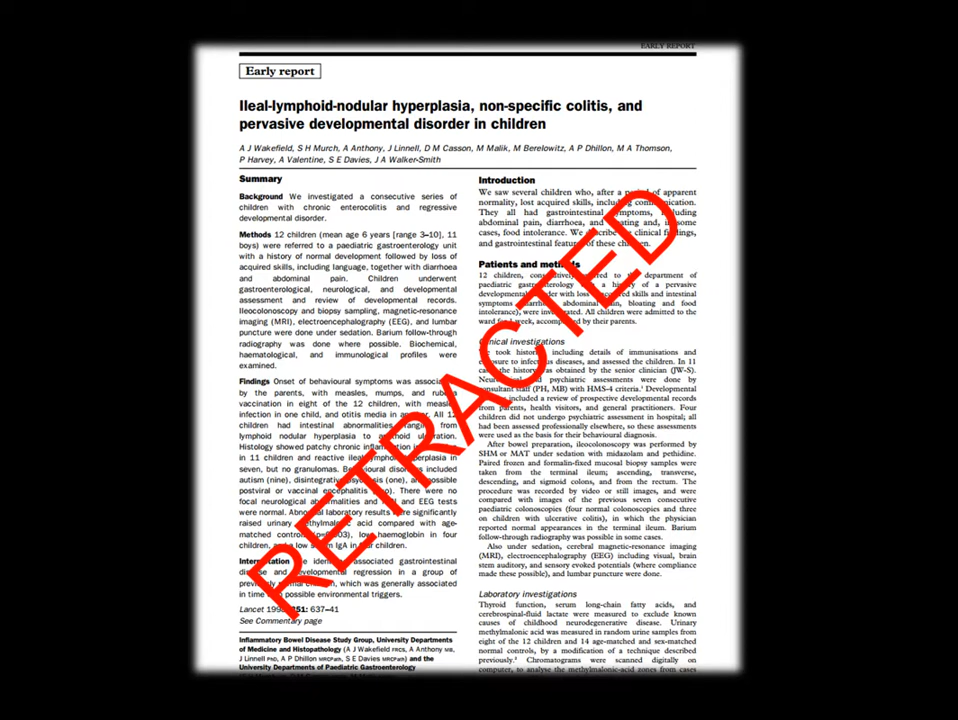 EARLY REPORT
Early report
Ileal-lymphoid-nodular hyperplasia, non-specific colitis, and
pervasive developmental disorder in children
A J Wakefield, S H Murch, A Anthony, J Linnell, D M Casson, M Malik, M Berelowitz, A P Dhillon, M A Thomson,
P Harvey, A Valentine, S E Davies, J A Walker-Smith
Summary
Background We investigated a consecutive series of
children with chronic enterocolitis and regressive
developmental disorder.
Methods 12 children (mean age 6 years [range 3–10], 11
boys) were referred to a paediatric gastroenterology unit
with a history of normal development followed by loss of
acquired skills, including language, together with diarrhoea
and abdominal pain. Children underwent
gastroenterological, neurological, and developmental
assessment and review of developmental records.
Ileocolonoscopy and biopsy sampling, magnetic-resonance
imaging (MRI), electroencephalography (EEG), and lumbar
puncture were done under sedation. Barium follow-through
radiography was done where possible. Biochemical,
haematological, and immunological profiles were
examined.
Findings Onset of behavioural symptoms was
by the parents, with measles, mumps, and
vaccination in eight of the 12 children, with
infection in one child, and otitis media in All 12
children had intestinal abnormalities, from
lymphoid nodular hyperplasia to ulceration.
Histology showed patchy chronic
in 11 children and reactive ileal hyperplasia in
seven, but no granulomas. disorders included
autism (nine), disintegrative (one), and possible
postviral or vaccinal encephalitis There were no
focal neurological and EEG tests
were normal. Abnormal laboratory results were significantly
raised urinary acid compared with age-
matched low haemoglobin in four
children, and a low IgA in children.
Interpretation We associated gastrointestinal
and developmental regression in a group of
children, which was generally associated
in time possible environmental triggers.
Lancet 351: 637–41
See Commentary page
Inflammatory Bowel Disease Study Group, University Departments
of Medicine and Histopathology (A J Wakefield FRCS, A Anthony MB,
J Linnell PhD, A P Dhillon MRCPath, S E Davies MRCPath) and the
University Departments of Paediatric Gastroenterology
Introduction
We saw several children who, after a period of apparent
normality, lost acquired skills, including communication.
They all had gastrointestinal symptoms, including
abdominal pain, diarrhoea, and bloating and, in some
cases, food intolerance. We describe the clinical findings,
and gastrointestinal features of these children.
Patients and methods
12 children, consecutively referred to the department of
paediatric gastroenterology with a history of a pervasive
developmental disorder with loss of acquired skills and intestinal
symptoms (diarrhoea, abdominal pain, bloating and food
intolerance), were investigated. All children were admitted to the
ward for 1 week, accompanied by their parents.
Clinical investigations
We took histories, including details of immunisations and
exposure to infectious diseases, and assessed the children. In 11
cases the history was obtained by the senior clinician (JW-S).
Neurological and psychiatric assessments were done by
consultant staff (PH, MB) with HMS-4 criteria. Developmental
histories included a review of prospective developmental records
from parents, health visitors, and general practitioners. Four
children did not undergo psychiatric assessment in hospital; all
had been assessed professionally elsewhere, so these assessments
were used as the basis for their behavioural diagnosis.
After bowel preparation, ileocolonoscopy was performed by
SHM or MAT under sedation with midazolam and pethidine.
Paired frozen and formalin-fixed mucosal biopsy samples were
taken from the terminal ileum; ascending, transverse,
descending, and sigmoid colons, and from the rectum. The
procedure was recorded by video or still images, and were
compared with images of the previous seven consecutive
paediatric colonoscopies (four normal colonoscopies and three
on children with ulcerative colitis), in which the physician
reported normal appearances in the terminal ileum. Barium
follow-through radiography was possible in some cases.
Also under sedation, cerebral magnetic-resonance imaging
(MRI), electroencephalography (EEG) including visual, brain
stem auditory, and sensory evoked potentials (where compliance
made these possible), and lumbar puncture were done.
Laboratory investigations
Thyroid function, serum long-chain fatty acids, and
cerebrospinal-fluid lactate were measured to exclude known
causes of childhood neurodegenerative disease. Urinary
methylmalonic acid was measured in random urine samples from
eight of the 12 children and 14 age-matched and sex-matched
normal controls, by a modification of a technique described
previously. Chromatograms were scanned digitally on
computer, to analyse the methylmalonic-acid zones from cases
RETRACTED